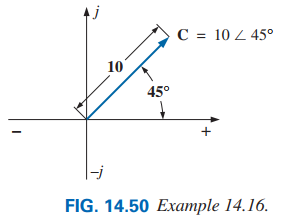 j
C = 10 ∠ 45°
10
45°
−
+
−j
FIG. 14.50 Example 14.16.